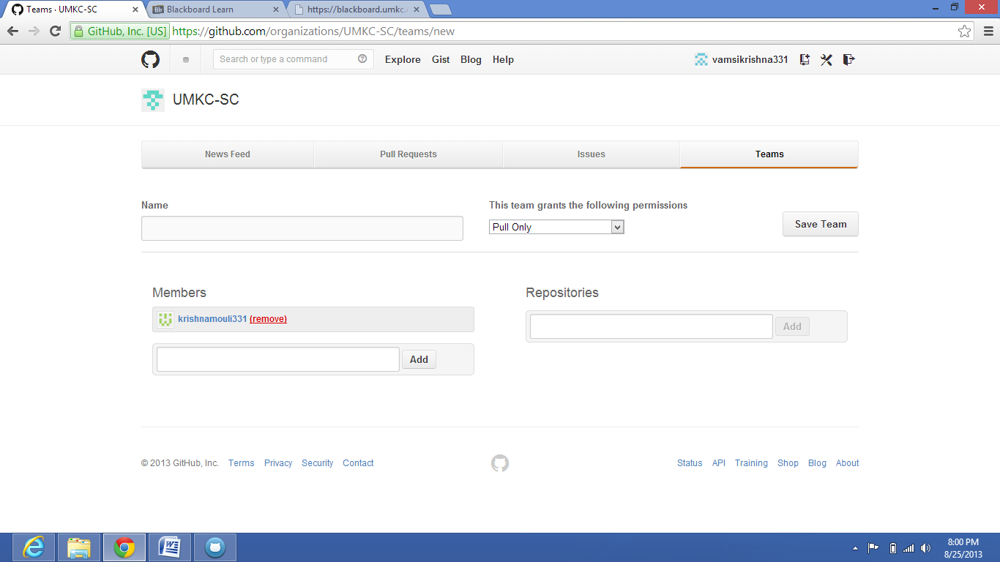 Teams · UMKC-SC
Blackboard Learn
https://blackboard.umkc.
GitHub, Inc. [US] https://github.com/organizations/UMKC-SC/teams/new
Search or type a command
Explore Gist Blog Help
vamsikrishna331
UMKC-SC
News Feed Pull Requests Issues Teams
Name
This team grants the following permissions
Pull Only
Save Team
Members
Repositories
krishnamouli331 (remove)
Add
Add
© 2013 GitHub, Inc. Terms Privacy Security Contact
Status API Training Shop Blog About
8:00 PM
8/25/2013